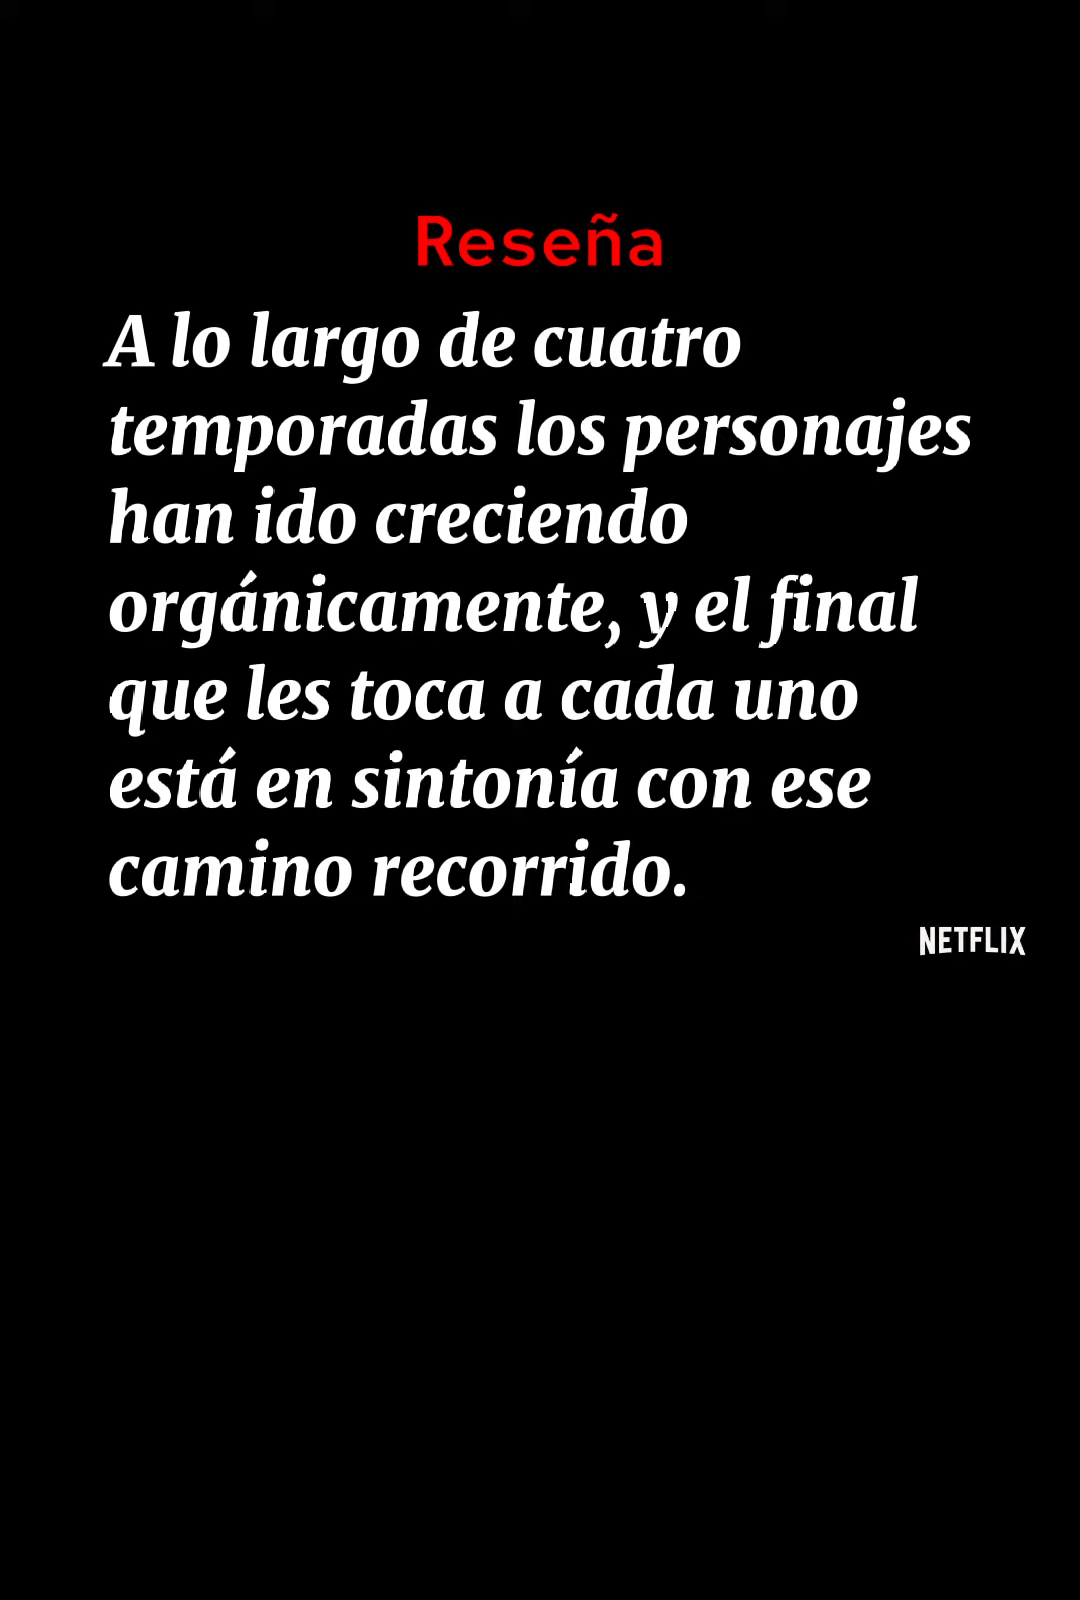 Reseña
A lo largo de cuatro
temporadas los personajes
han ido creciendo
orgánicamente, y el final
que les toca a cada uno
está en sintonía con ese
camino recorrido.
NETFLIX